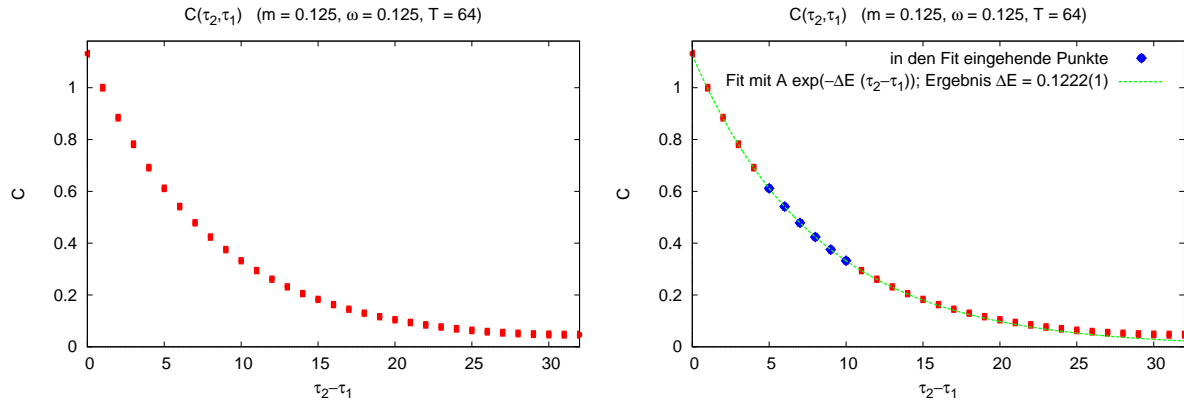 C(τ₂,τ₁)   (m = 0.125, ω = 0.125, T = 64)
C
1
0.8
0.6
0.4
0.2
0
0 5 10 15 20 25 30
τ₂−τ₁
C(τ₂,τ₁)   (m = 0.125, ω = 0.125, T = 64)
in den Fit eingehende Punkte
Fit mit A exp(−ΔE (τ₂−τ₁)); Ergebnis ΔE = 0.1222(1)
C
1
0.8
0.6
0.4
0.2
0
0 5 10 15 20 25 30
τ₂−τ₁